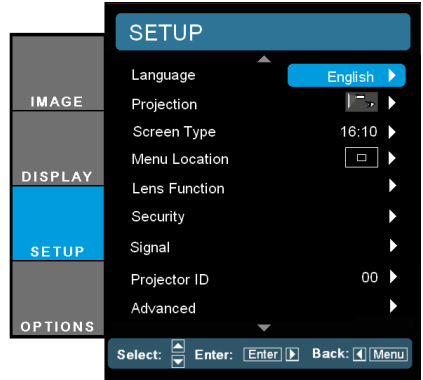 SETUP
IMAGE
DISPLAY
SETUP
OPTIONS
Language English
Projection
Screen Type 16:10
Menu Location
Lens Function
Security
Signal
Projector ID 00
Advanced
Select: Enter: Enter Back: Menu